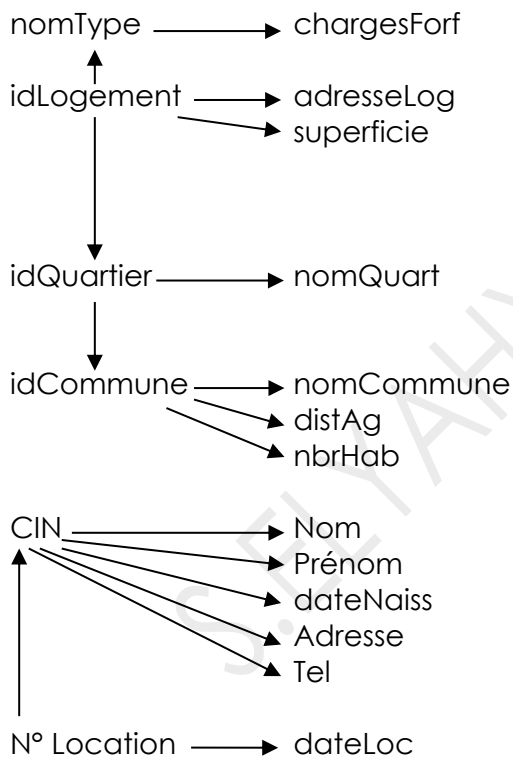 nomType chargesForf
idLogement adresseLog
superficie
idQuartier nomQuart
idCommune nomCommune
distAg
nbrHab
CIN Nom
Prénom
dateNaiss
Adresse
Tel
N° Location dateLoc
S.ELYAHY